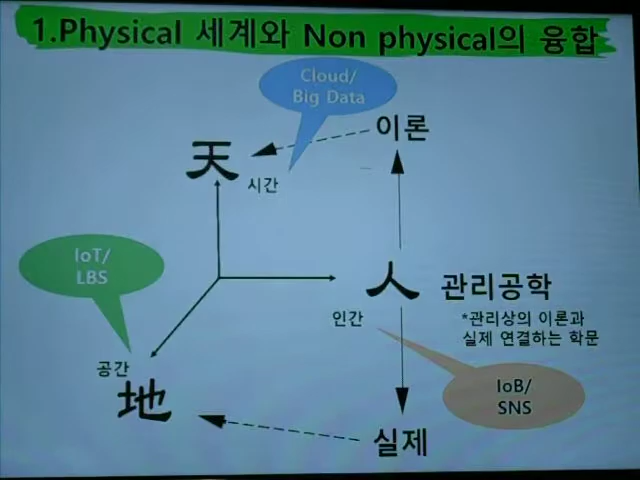 1.Physical 세계와 Non physical의 융합
Cloud/
Big Data
이론
天
시간
IoT/
LBS
人
관리공학
인간
*관리상의 이론과
실제 연결하는 학문
공간
地
IoB/
SNS
실제